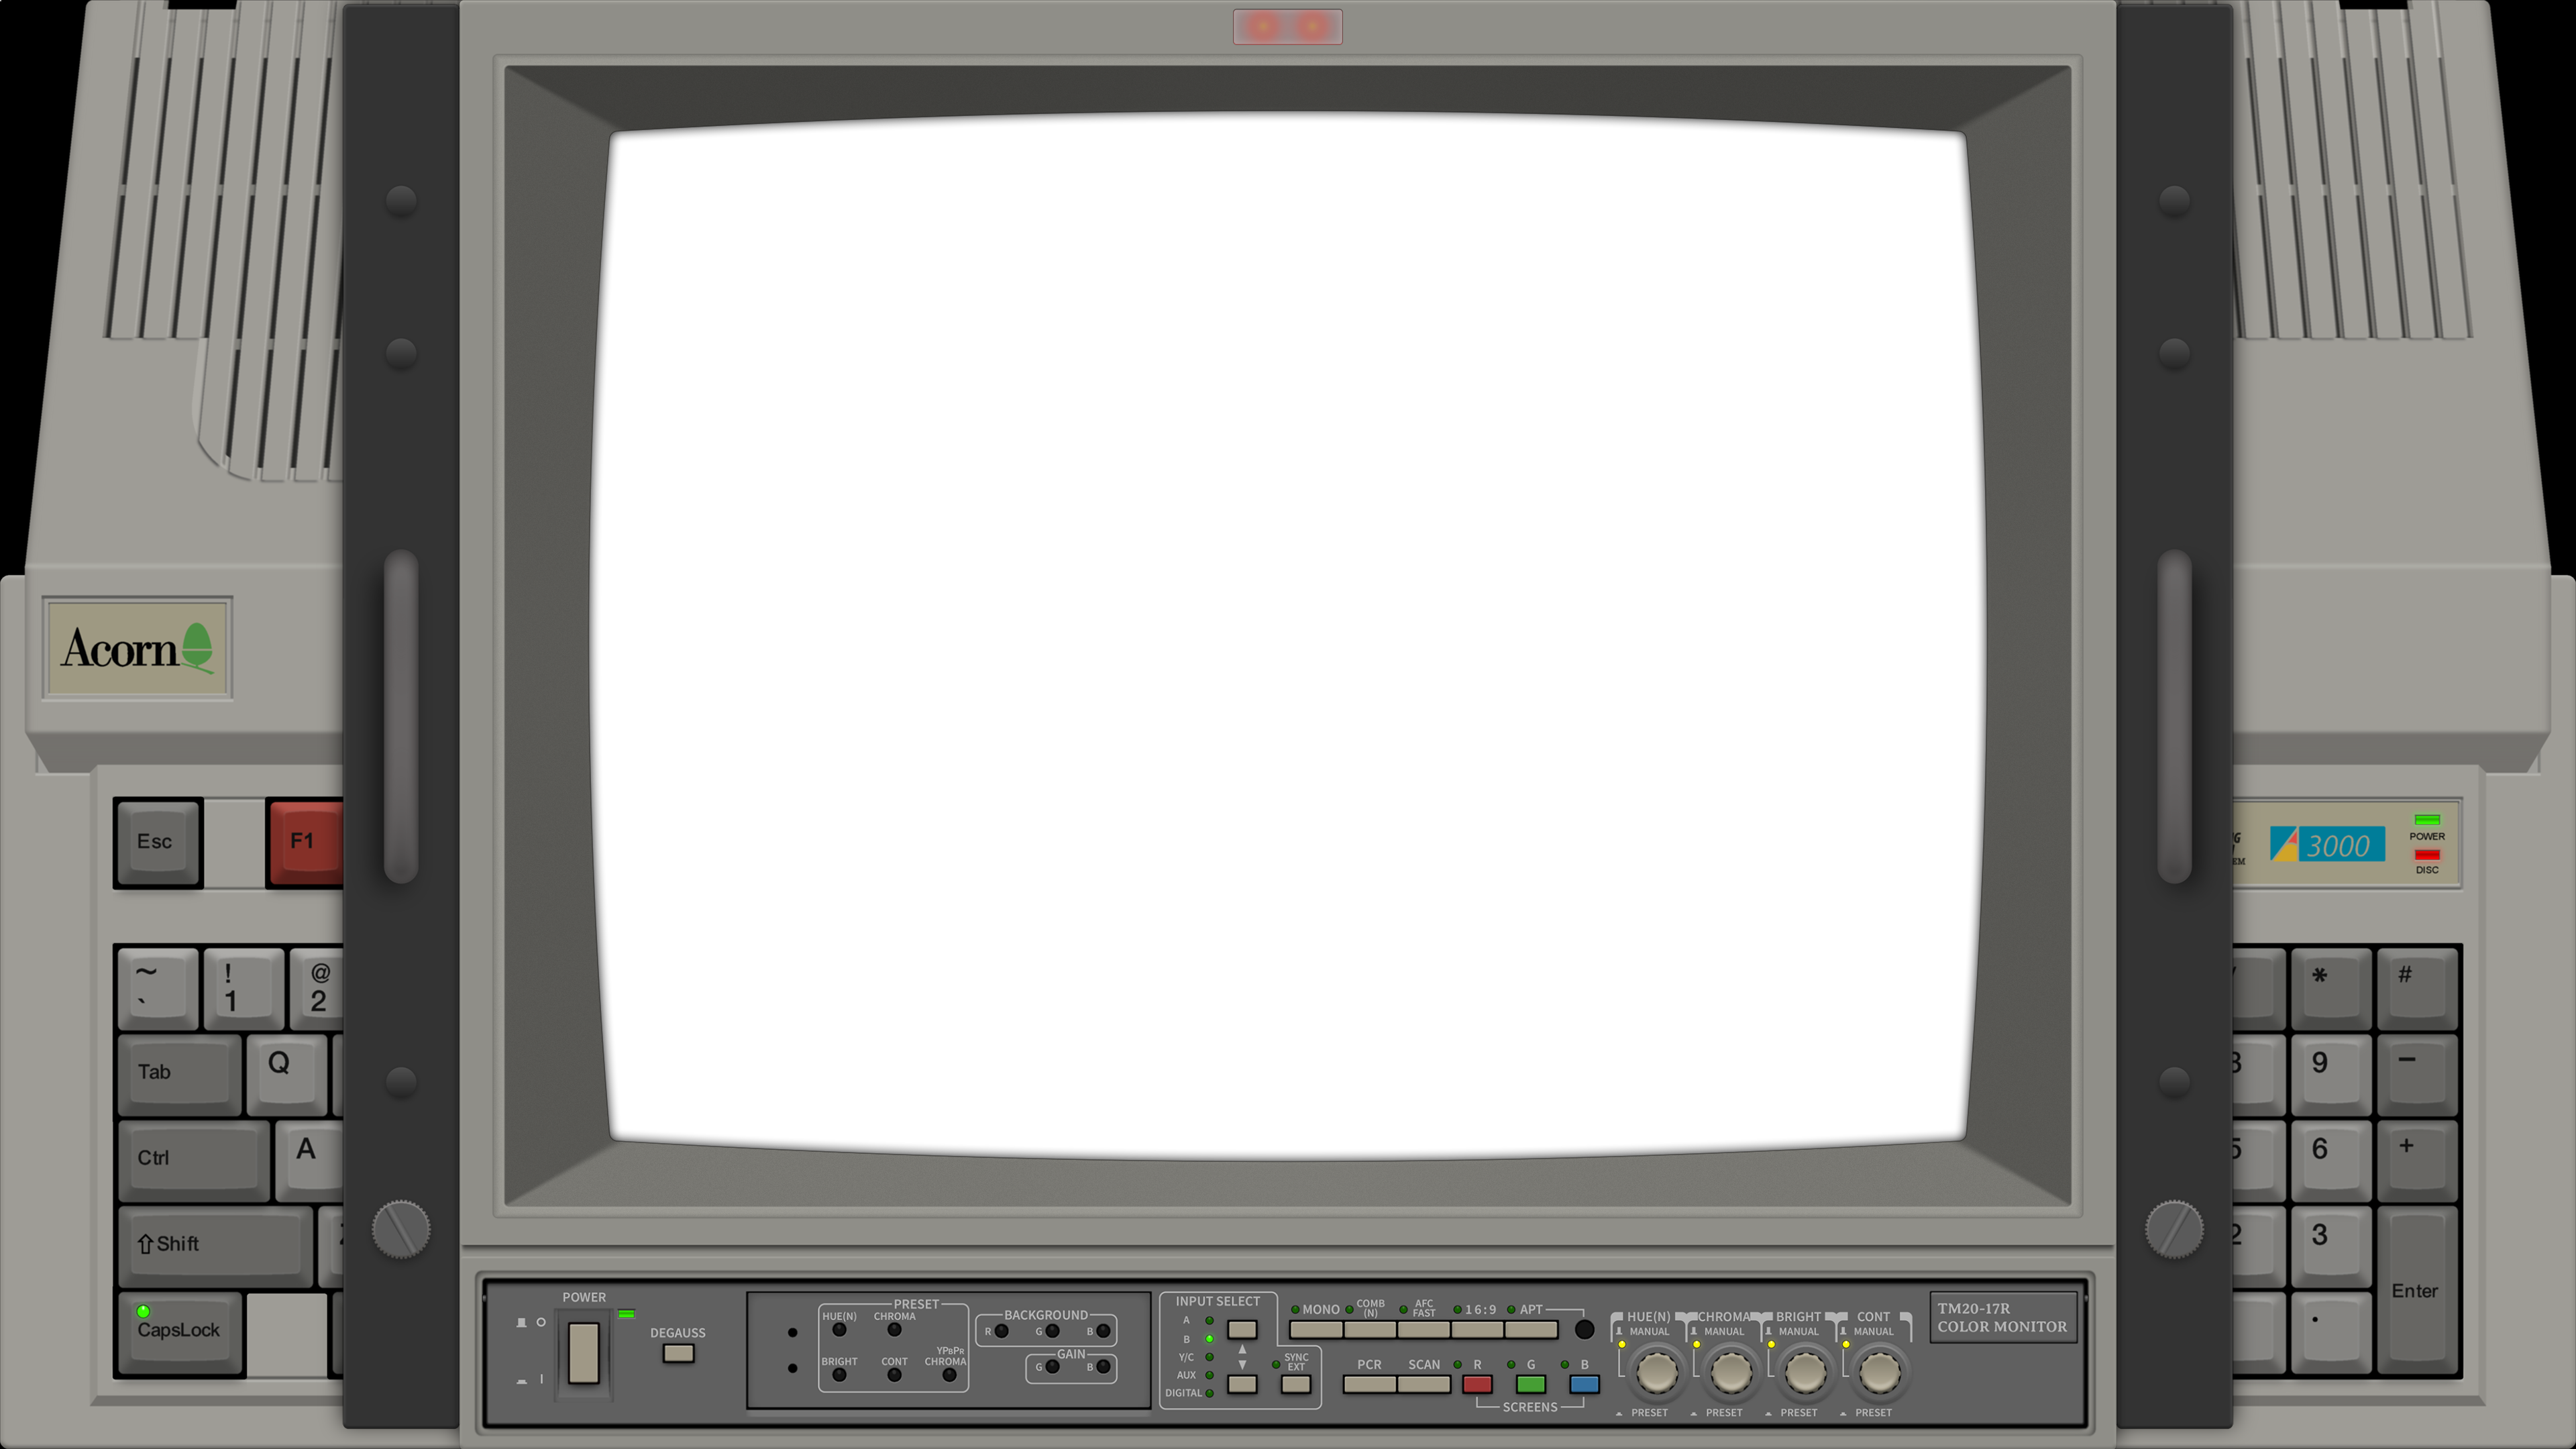 Acorn
Esc
F1
3000
POWER
DISC
~
`
!
1
@
2
*
#
Tab
Q
9
−
Ctrl
A
6
+
⇧Shift
3
Enter
CapsLock
.
POWER
O
I
DEGAUSS
PRESET
HUE(N) CHROMA
BRIGHT CONT YPBPR
CHROMA
BACKGROUND
R G B
GAIN
G B
INPUT SELECT
A
B
Y/C
AUX
DIGITAL
SYNC
EXT
MONO COMB
(N) AFC
FAST 16:9 APT
PCR SCAN R G B
SCREENS
HUE(N) CHROMA BRIGHT CONT
MANUAL MANUAL MANUAL MANUAL
PRESET PRESET PRESET PRESET
TM20-17R
COLOR MONITOR